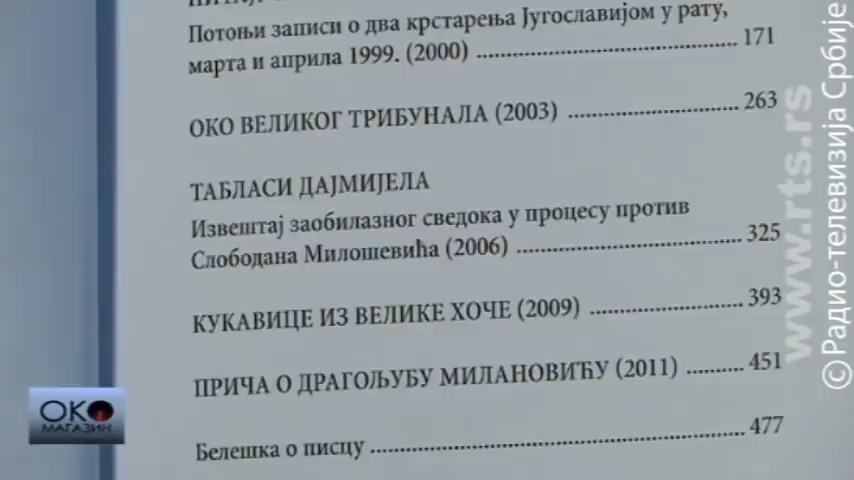 Потоњи записи о два крстарења Југославијом у рату,
марта и априла 1999. (2000) ........ 171
ОКО ВЕЛИКОГ ТРИБУНАЛА (2003) ........ 263
ТАБЛАСИ ДАЈМИЈЕЛА
Извештај заобилазног сведока у процесу против
Слободана Милошевића (2006) ........ 325
КУКАВИЦЕ ИЗ ВЕЛИКЕ ХОЧЕ (2009) ........ 393
ПРИЧА О ДРАГОЉУБУ МИЛАНОВИЋУ (2011) ........ 451
Белешка о писцу ........ 477
ОКО
МАГАЗИН
www.rts.rs
© Радио-телевизија Србије